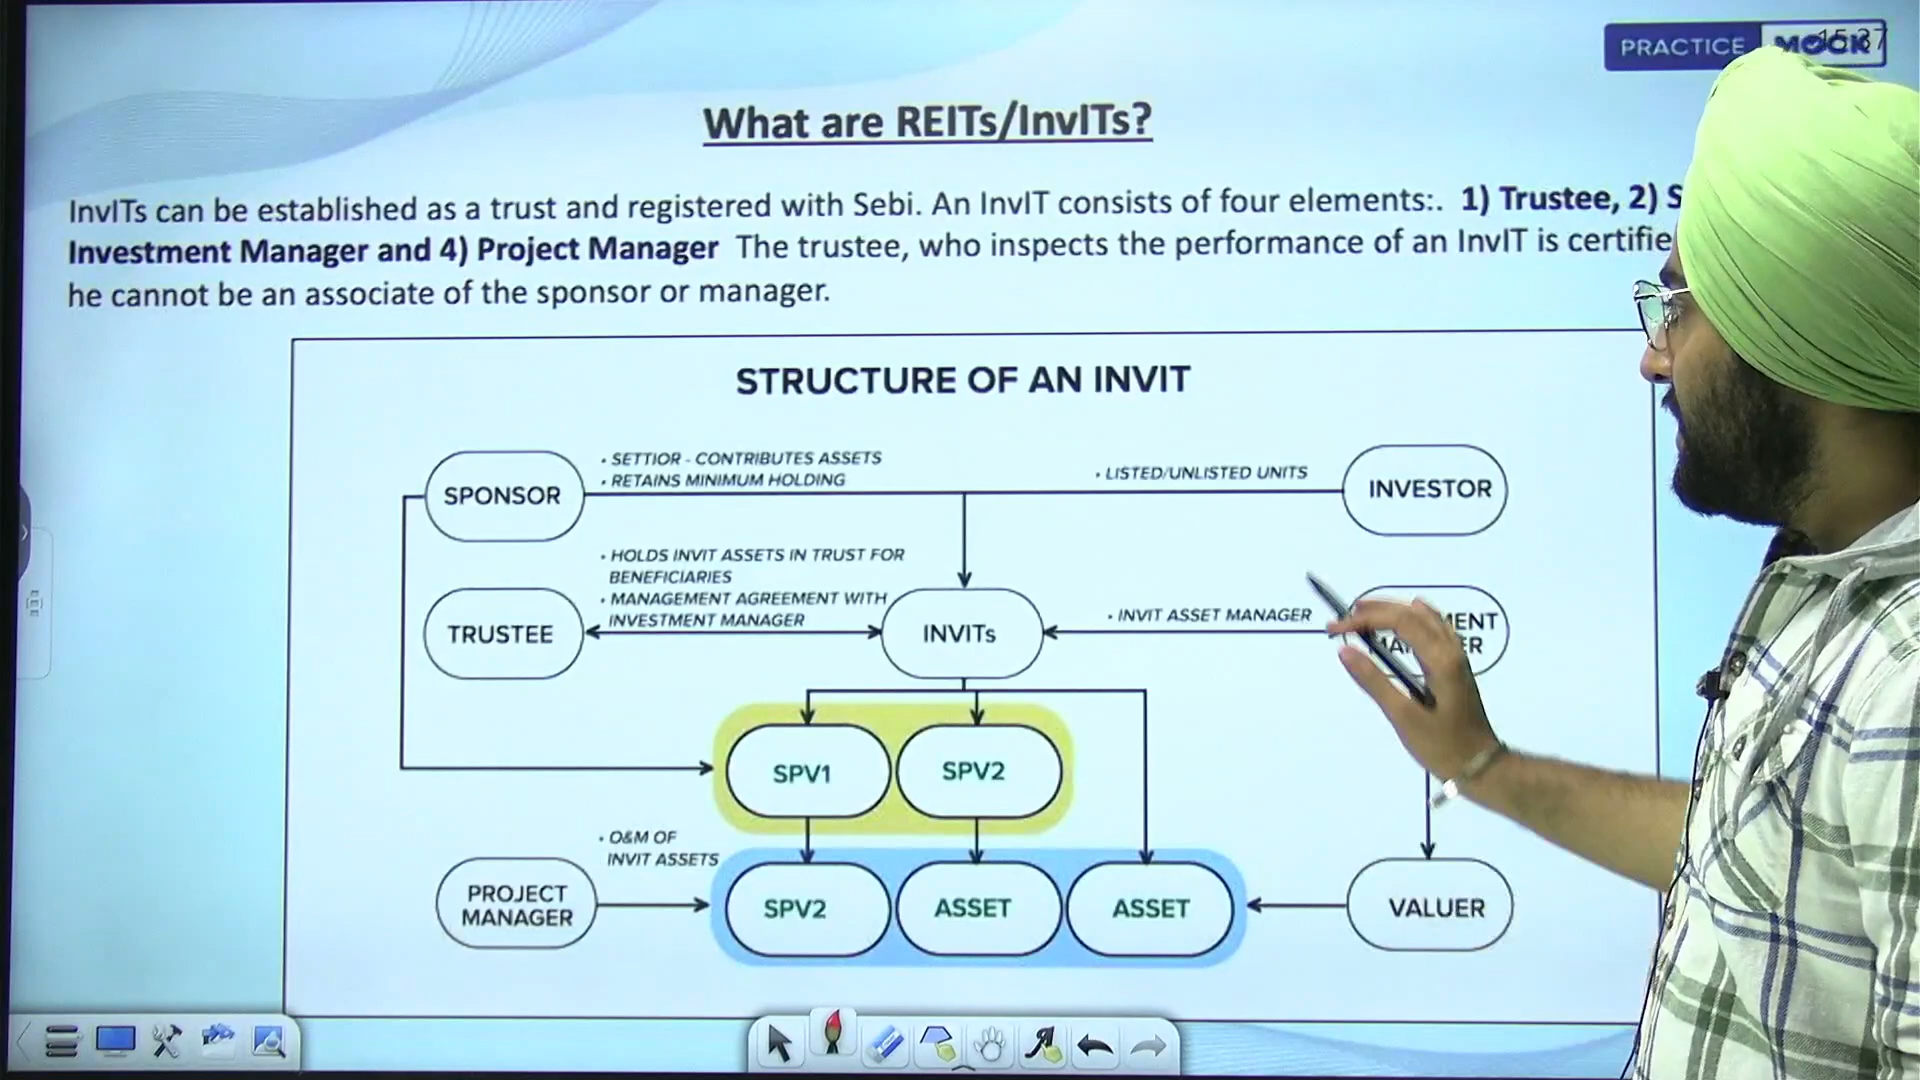 PRACTICE MOCK
15:37
What are REITs/InvITs?
InvITs can be established as a trust and registered with Sebi. An InvIT consists of four elements:. 1) Trustee, 2) S
Investment Manager and 4) Project Manager The trustee, who inspects the performance of an InvIT is certifie
he cannot be an associate of the sponsor or manager.
STRUCTURE OF AN INVIT
SPONSOR
• SETTIOR - CONTRIBUTES ASSETS
• RETAINS MINIMUM HOLDING
• LISTED/UNLISTED UNITS
INVESTOR
• HOLDS INVIT ASSETS IN TRUST FOR
BENEFICIARIES
• MANAGEMENT AGREEMENT WITH
INVESTMENT MANAGER
TRUSTEE
INVITs
• INVIT ASSET MANAGER
SPV1
SPV2
• O&M OF
INVIT ASSETS
PROJECT
MANAGER
SPV2
ASSET
ASSET
VALUER